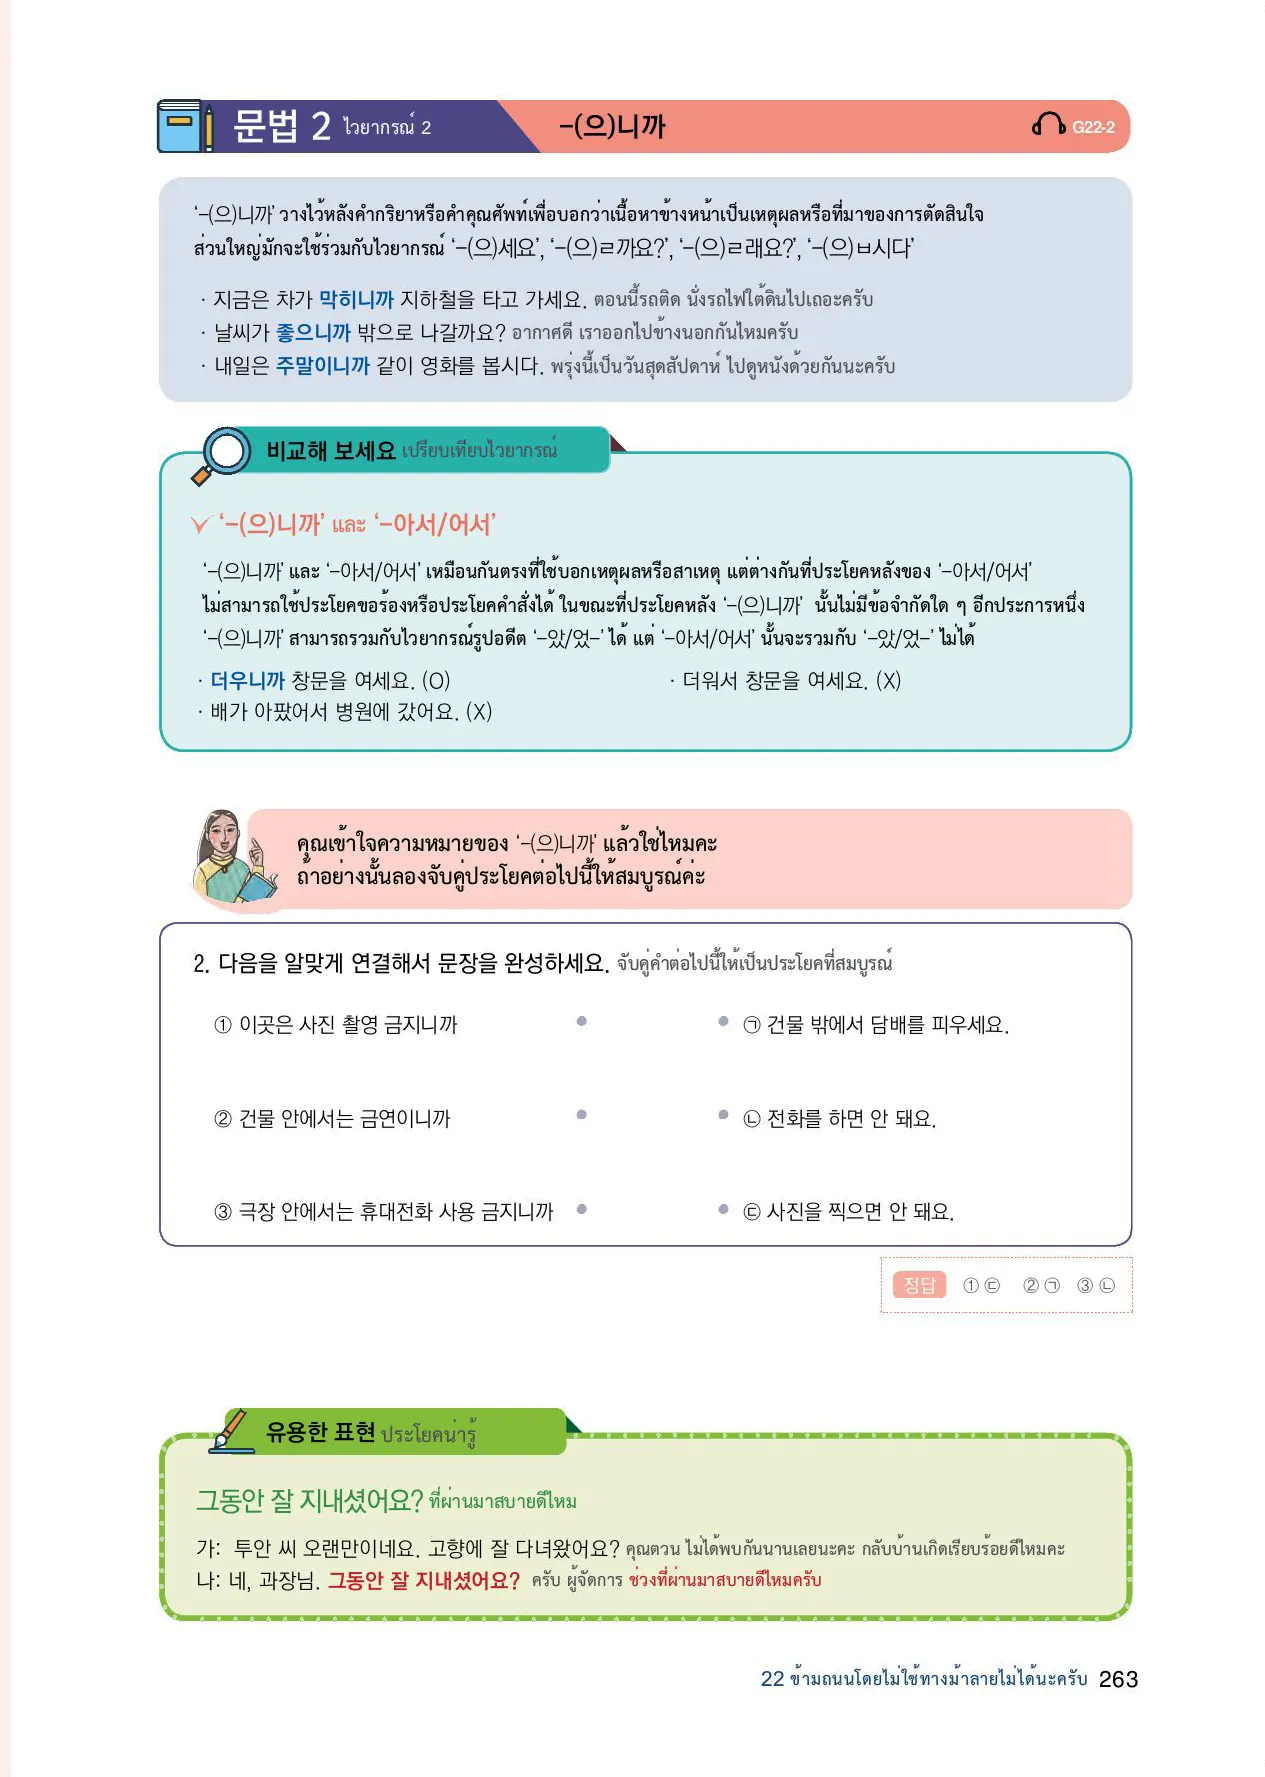 문법 2 ไวยากรณ์ 2
-(으)니까
G22-2
‘-(으)니까’ วางไว้หลังคำกริยาหรือคำคุณศัพท์เพื่อบอกว่าเนื้อหาข้างหน้าเป็นเหตุผลหรือที่มาของการตัดสินใจ
ส่วนใหญ่มักจะใช้ร่วมกับไวยากรณ์ ‘-(으)세요’, ‘-(으)ㄹ까요?’, ‘-(으)ㄹ래요?’, ‘-(으)ㅂ시다’
· 지금은 차가 막히니까 지하철을 타고 가세요. ตอนนี้รถติด นั่งรถไฟใต้ดินไปเถอะครับ
· 날씨가 좋으니까 밖으로 나갈까요? อากาศดี เราออกไปข้างนอกกันไหมครับ
· 내일은 주말이니까 같이 영화를 봅시다. พรุ่งนี้เป็นวันสุดสัปดาห์ ไปดูหนังด้วยกันนะครับ
비교해 보세요 เปรียบเทียบไวยากรณ์
‘-(으)니까’ และ ‘-아서/어서’
‘-(으)니까’ และ ‘-아서/어서’ เหมือนกันตรงที่ใช้บอกเหตุผลหรือสาเหตุ แต่ต่างกันที่ประโยคหลังของ ‘-아서/어서’
ไม่สามารถใช้ประโยคขอร้องหรือประโยคคำสั่งได้ ในขณะที่ประโยคหลัง ‘-(으)니까’ นั้นไม่มีข้อจำกัดใด ๆ อีกประการหนึ่ง
‘-(으)니까’ สามารถรวมกับไวยากรณ์รูปอดีต ‘-았/었-’ ได้ แต่ ‘-아서/어서’ นั้นจะรวมกับ ‘-았/었-’ ไม่ได้
· 더우니까 창문을 여세요. (O)
· 더워서 창문을 여세요. (X)
· 배가 아팠어서 병원에 갔어요. (X)
คุณเข้าใจความหมายของ ‘-(으)니까’ แล้วใช่ไหมคะ
ถ้าอย่างนั้นลองจับคู่ประโยคต่อไปนี้ให้สมบูรณ์ค่ะ
2. 다음을 알맞게 연결해서 문장을 완성하세요. จับคู่คำต่อไปนี้ให้เป็นประโยคที่สมบูรณ์
① 이곳은 사진 촬영 금지니까
㉠ 건물 밖에서 담배를 피우세요.
② 건물 안에서는 금연이니까
㉡ 전화를 하면 안 돼요.
③ 극장 안에서는 휴대전화 사용 금지니까
㉢ 사진을 찍으면 안 돼요.
정답 ① ㉢ ② ㉠ ③ ㉡
유용한 표현 ประโยคน่ารู้
그동안 잘 지내셨어요? ที่ผ่านมาสบายดีไหม
가: 투안 씨 오랜만이네요. 고향에 잘 다녀왔어요? คุณตวน ไม่ได้พบกันนานเลยนะคะ กลับบ้านเกิดเรียบร้อยดีไหมคะ
나: 네, 과장님. 그동안 잘 지내셨어요? ครับ ผู้จัดการ ช่วงที่ผ่านมาสบายดีไหมครับ
22 ข้ามถนนโดยไม่ใช้ทางม้าลายไม่ได้นะครับ 263